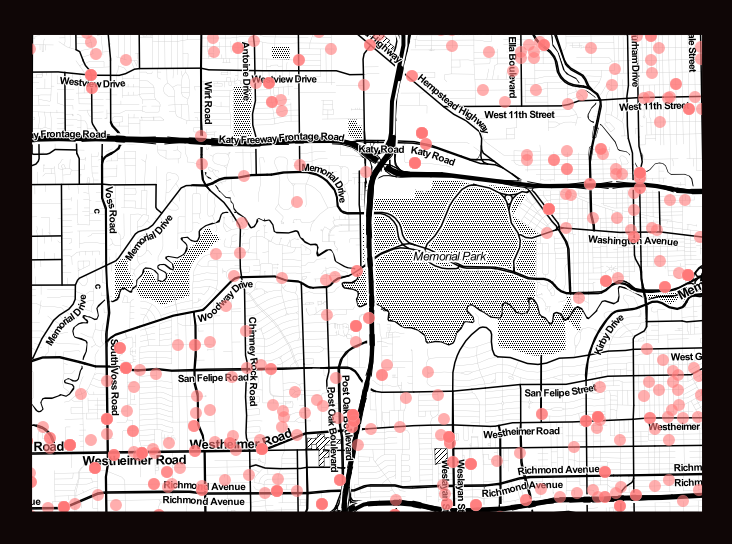 Highway
Antoine Drive
Ella Boulevard
urham Drive
ale Street
Westview Drive
Westview Drive
Wirt Road
Hempstead Highway
West 11th Street
West 11th Street
y Frontage Road
Katy Freeway Frontage Road
Katy Road
Katy Road
Memorial Drive
Voss Road
c
Memorial Drive
Washington Avenue
Memorial Park
c
Woodway Drive
Mem
Memorial Drive
Kirby Drive
Chimney Rock Road
South Voss Road
West G
San Felipe Road
Post Oak Boulevard
Post Oak Boulevard
San Felipe Street
Westheimer Road
Westheimer
Road
Westheimer Road
Westheimer Road
Richmond Avenue
Richm
Weslayan
Weslayan S
Richmond Avenue
Richmond Avenue
Richm
ue
Richmond Avenue